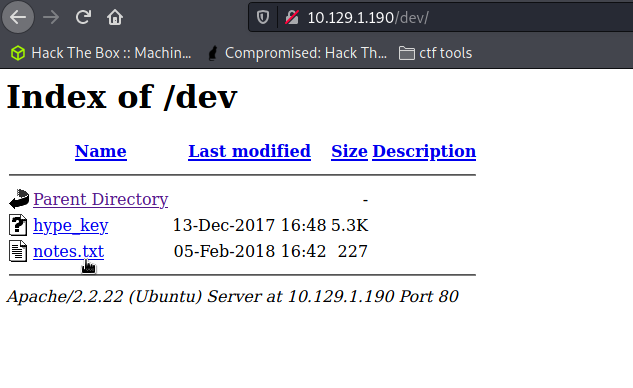 10.129.1.190/dev/
Hack The Box :: Machin... Compromised: Hack Th... ctf tools
Index of /dev
Name Last modified Size Description
Parent Directory -
hype_key 13-Dec-2017 16:48 5.3K
notes.txt 05-Feb-2018 16:42 227
Apache/2.2.22 (Ubuntu) Server at 10.129.1.190 Port 80